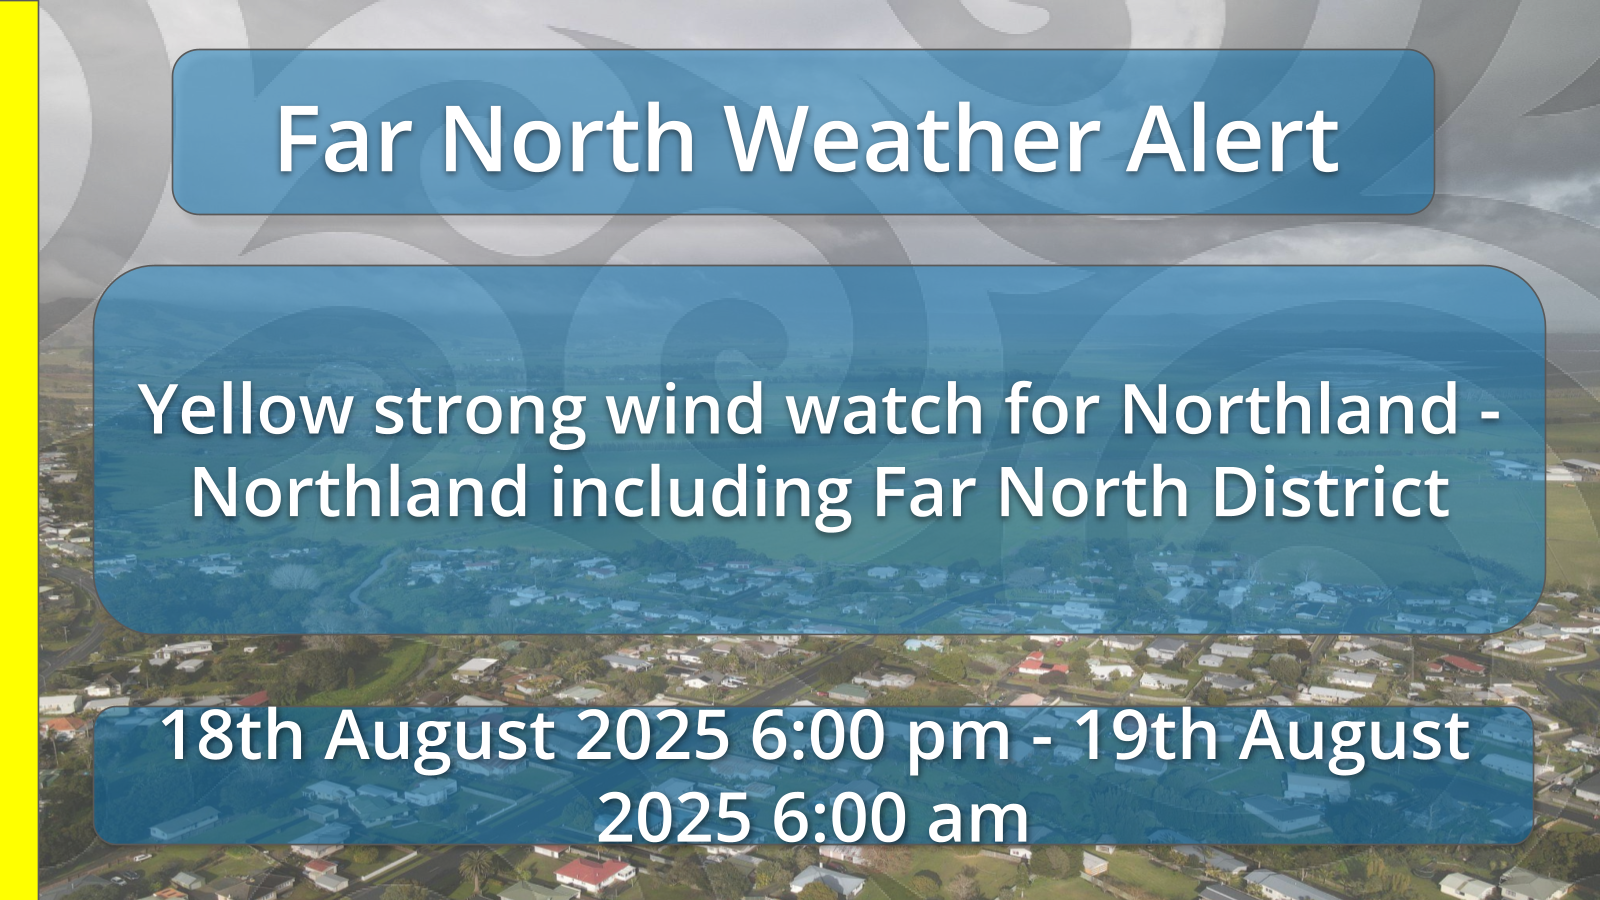 Far North Weather Alert
Yellow strong wind watch for Northland -
Northland including Far North District
18th August 2025 6:00 pm - 19th August
2025 6:00 am